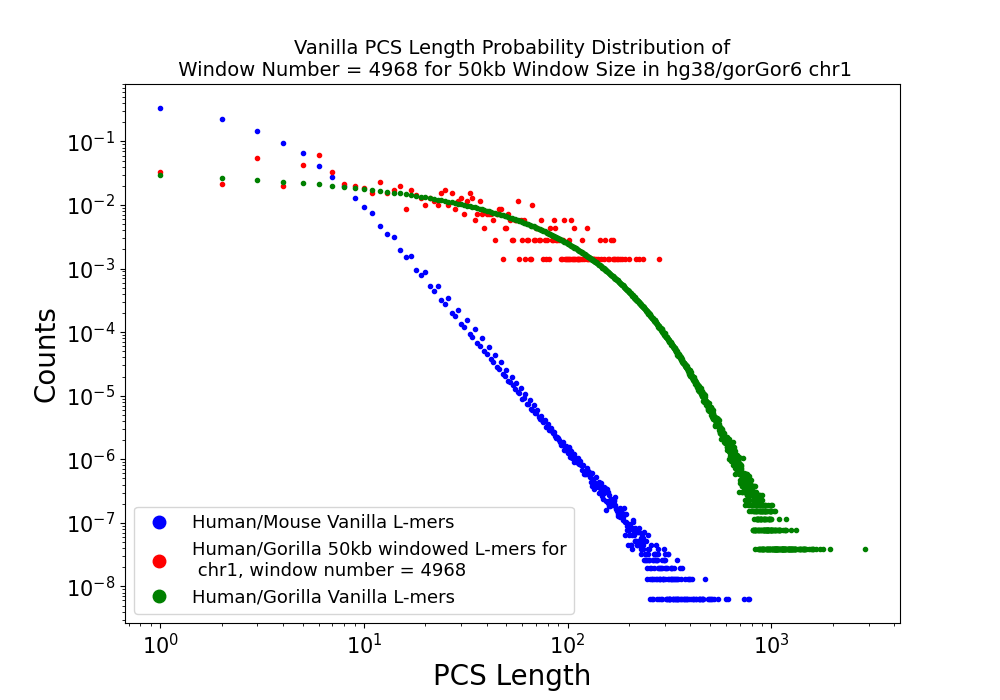 Vanilla PCS Length Probability Distribution of
Window Number = 4968 for 50kb Window Size in hg38/gorGor6 chr1
Counts
10⁻¹
10⁻²
10⁻³
10⁻⁴
10⁻⁵
10⁻⁶
10⁻⁷
10⁻⁸
Human/Mouse Vanilla L-mers
Human/Gorilla 50kb windowed L-mers for
chr1, window number = 4968
Human/Gorilla Vanilla L-mers
10⁰ 10¹ 10² 10³
PCS Length